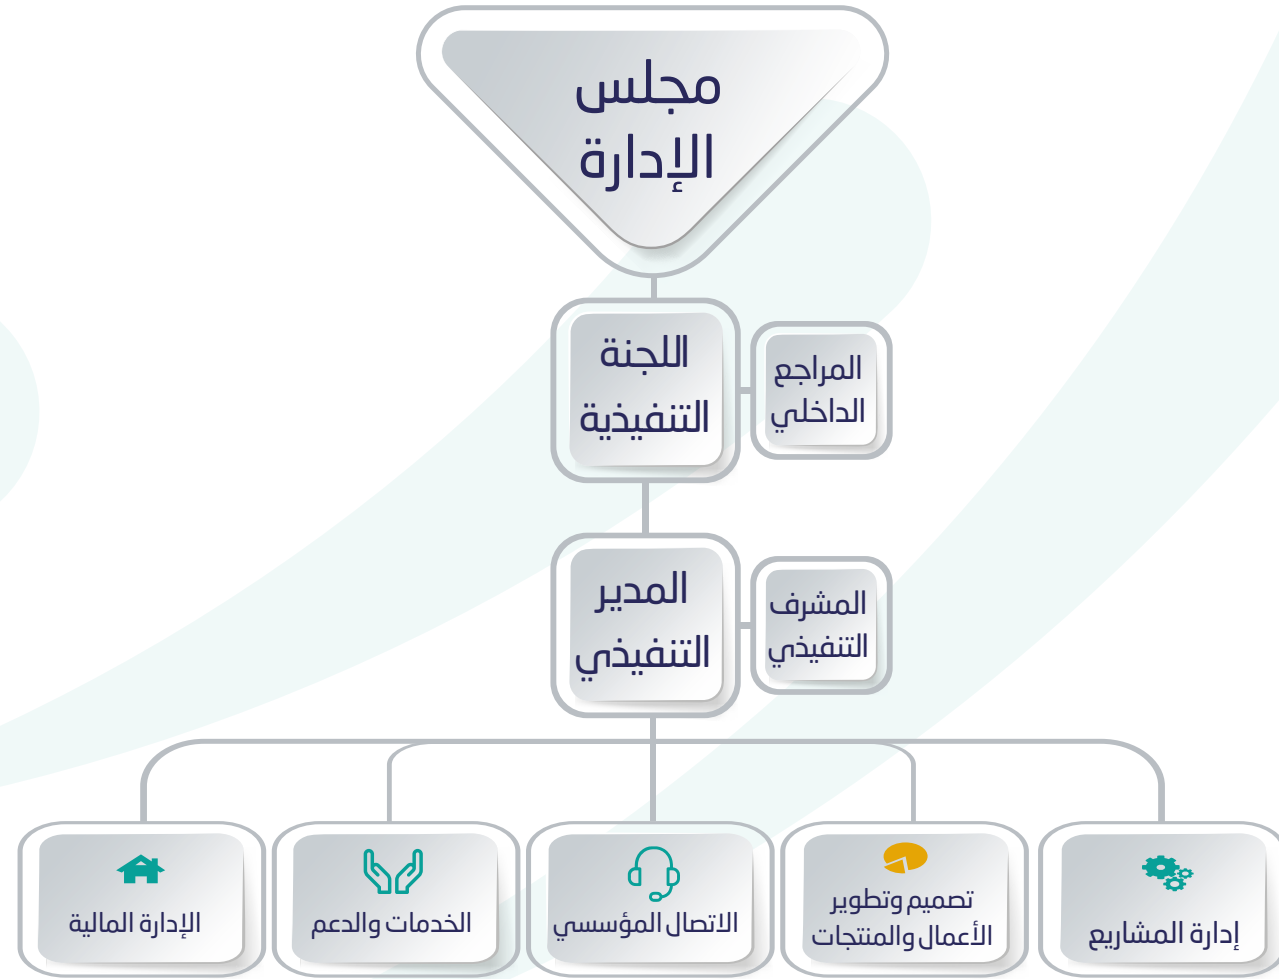 مجلس
الإدارة
اللجنة
التنفيذية
المراجع
الداخلي
المدير
التنفيذي
المشرف
التنفيذي
إدارة المشاريع
تصميم وتطوير
الأعمال والمنتجات
الاتصال المؤسسي
الخدمات والدعم
الإدارة المالية